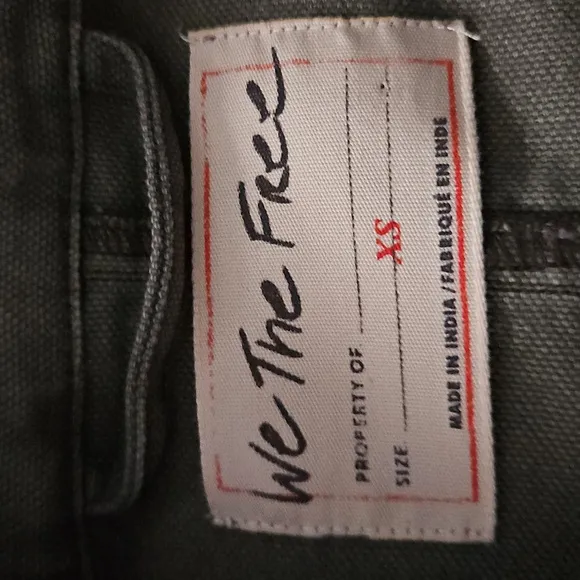 We The Free
PROPERTY OF
SIZE XS
MADE IN INDIA / FABRIQUÉ EN INDE